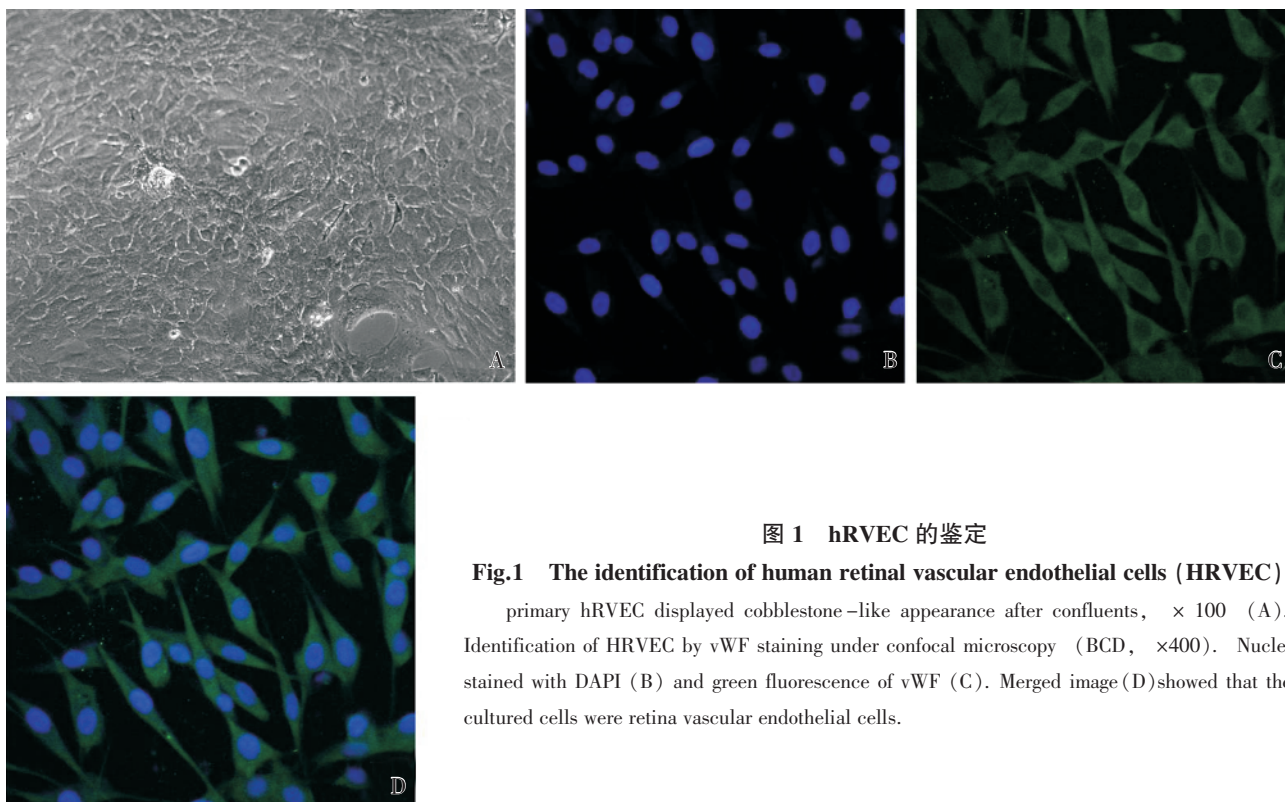 A
B
C
D
图 1 hRVEC 的鉴定
Fig.1 The identification of human retinal vascular endothelial cells (HRVEC)
primary hRVEC displayed cobblestone-like appearance after confluents, × 100 (A).
Identification of HRVEC by vWF staining under confocal microscopy (BCD, ×400). Nucle
stained with DAPI (B) and green fluorescence of vWF (C). Merged image(D)showed that the
cultured cells were retina vascular endothelial cells.